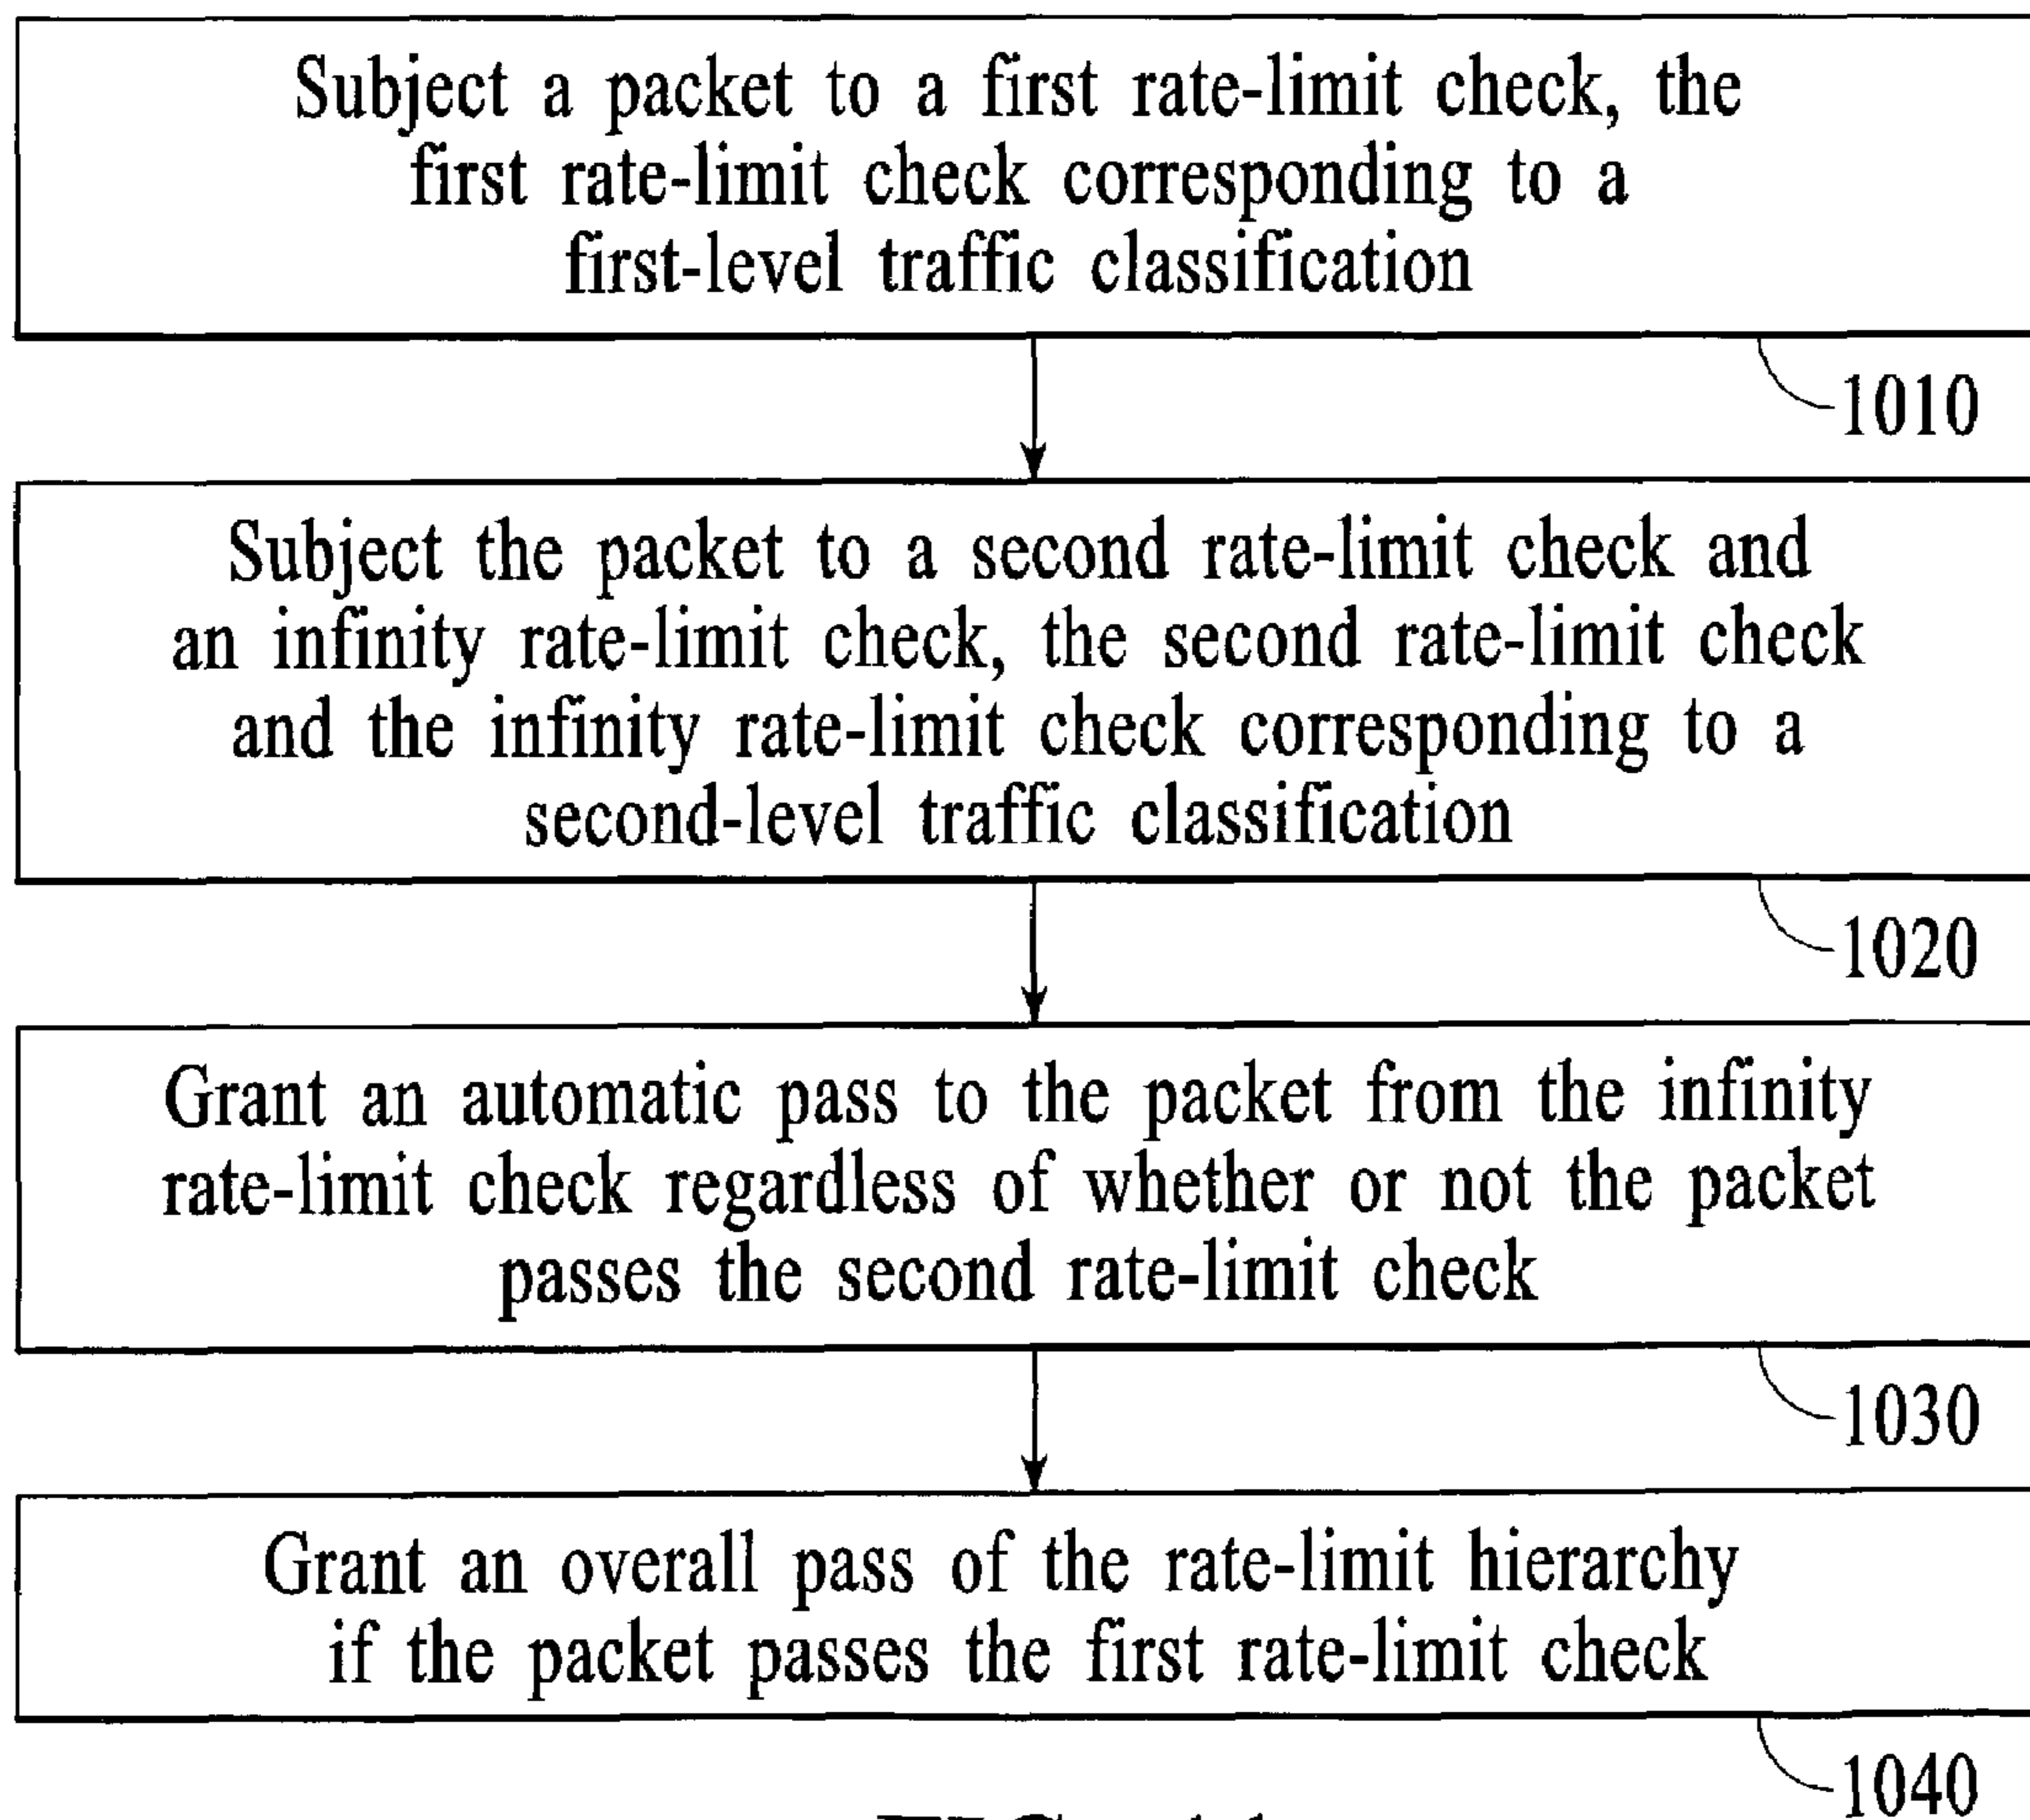 Subject a packet to a first rate-limit check, the
first rate-limit check corresponding to a
first-level traffic classification
1010
Subject the packet to a second rate-limit check and
an infinity rate-limit check, the second rate-limit check
and the infinity rate-limit check corresponding to a
second-level traffic classification
1020
Grant an automatic pass to the packet from the infinity
rate-limit check regardless of whether or not the packet
passes the second rate-limit check
1030
Grant an overall pass of the rate-limit hierarchy
if the packet passes the first rate-limit check
1040